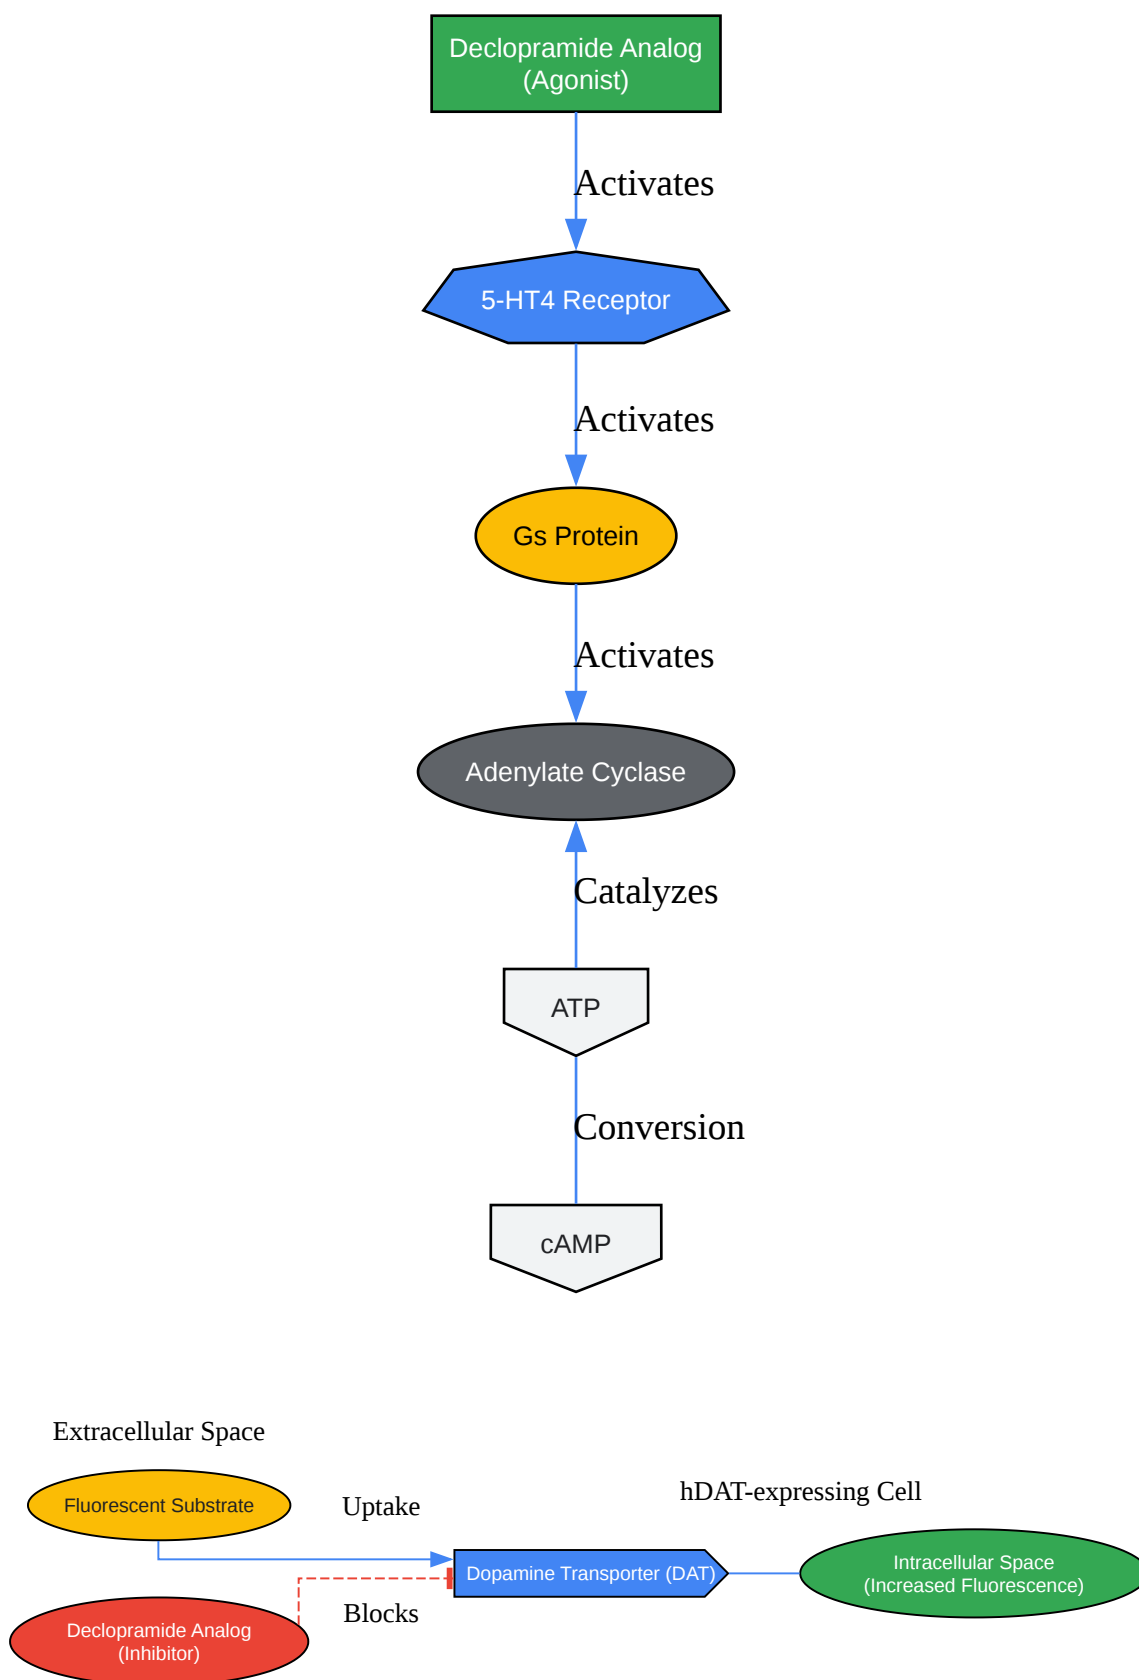 Declopramide Analog
(Agonist)
Activates
5-HT4 Receptor
Activates
Gs Protein
Activates
Adenylate Cyclase
Catalyzes
ATP
Conversion
cAMP
Extracellular Space
Fluorescent Substrate
Uptake
hDAT-expressing Cell
Dopamine Transporter (DAT)
Intracellular Space
(Increased Fluorescence)
Blocks
Declopramide Analog
(Inhibitor)